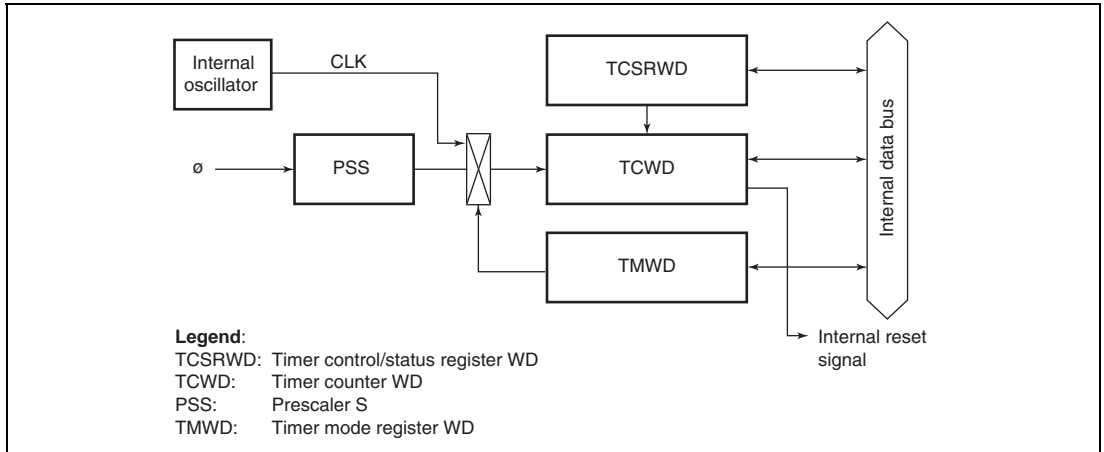 Internal
oscillator
CLK
TCSRWD
ø
PSS
TCWD
TMWD
Internal data bus
Internal reset
signal
Legend:
TCSRWD: Timer control/status register WD
TCWD: Timer counter WD
PSS: Prescaler S
TMWD: Timer mode register WD